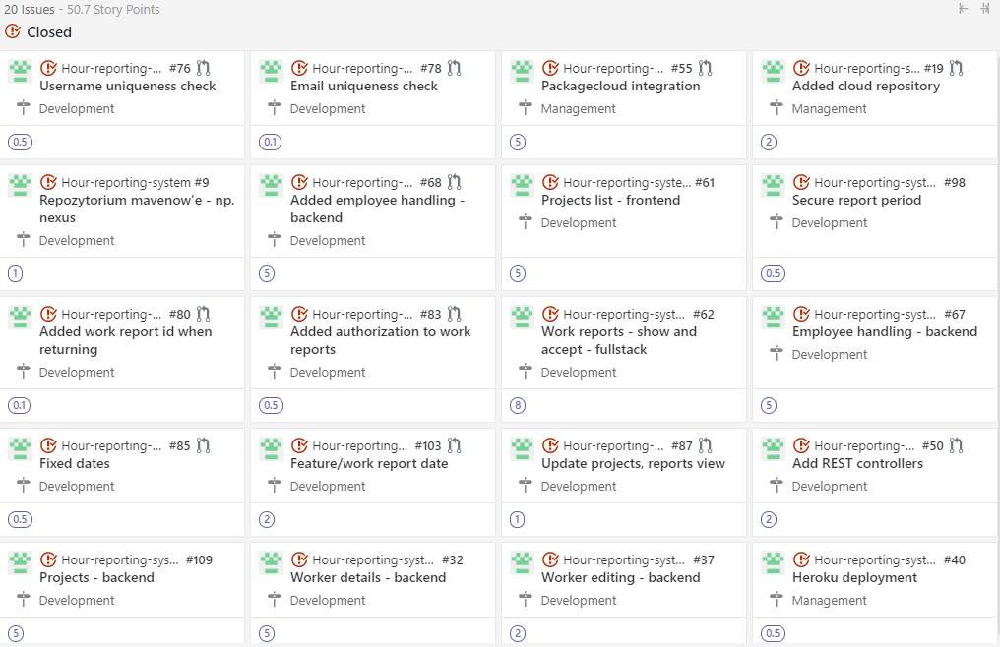 20 Issues - 50.7 Story Points
Closed
Hour-reporting-... #76
Username uniqueness check
Development
0.5
Hour-reporting-... #78
Email uniqueness check
Development
0.1
Hour-reporting-... #55
Packagecloud integration
Management
5
Hour-reporting-s... #19
Added cloud repository
Management
2
Hour-reporting-system #9
Repozytorium mavenow'e - np.
nexus
Development
1
Hour-reporting-... #68
Added employee handling -
backend
Development
5
Hour-reporting-syste... #61
Projects list - frontend
Development
5
Hour-reporting-syst... #98
Secure report period
Development
0.5
Hour-reporting-... #80
Added work report id when
returning
Development
0.1
Hour-reporting-... #83
Added authorization to work
reports
Development
0.5
Hour-reporting-syst... #62
Work reports - show and
accept - fullstack
Development
8
Hour-reporting-syst... #67
Employee handling - backend
Development
5
Hour-reporting-... #85
Fixed dates
Development
0.5
Hour-reporting... #103
Feature/work report date
Development
2
Hour-reporting-... #87
Update projects, reports view
Development
1
Hour-reporting-... #50
Add REST controllers
Development
2
Hour-reporting-sys... #109
Projects - backend
Development
5
Hour-reporting-syst... #32
Worker details - backend
Development
5
Hour-reporting-syst... #37
Worker editing - backend
Development
2
Hour-reporting-syst... #40
Heroku deployment
Management
0.5